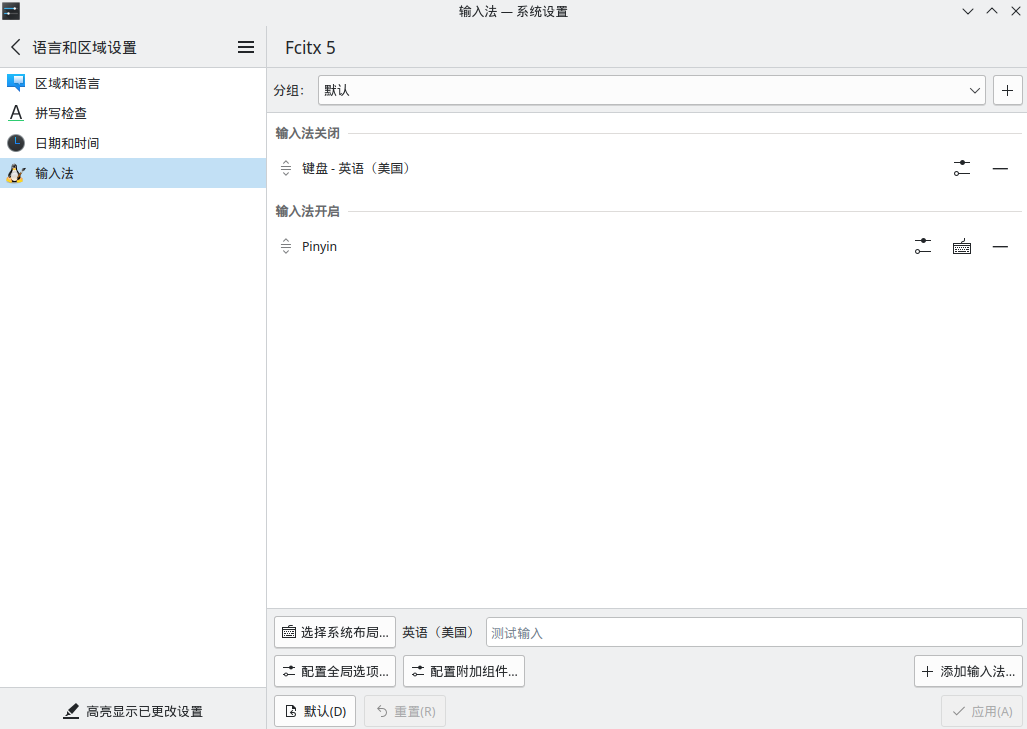 输入法 — 系统设置
语言和区域设置
Fcitx 5
区域和语言
拼写检查
日期和时间
输入法
分组：
默认
输入法关闭
键盘 - 英语（美国）
输入法开启
Pinyin
选择系统布局...
英语（美国）
测试输入
配置全局选项...
配置附加组件...
添加输入法...
高亮显示已更改设置
默认(D)
重置(R)
应用(A)